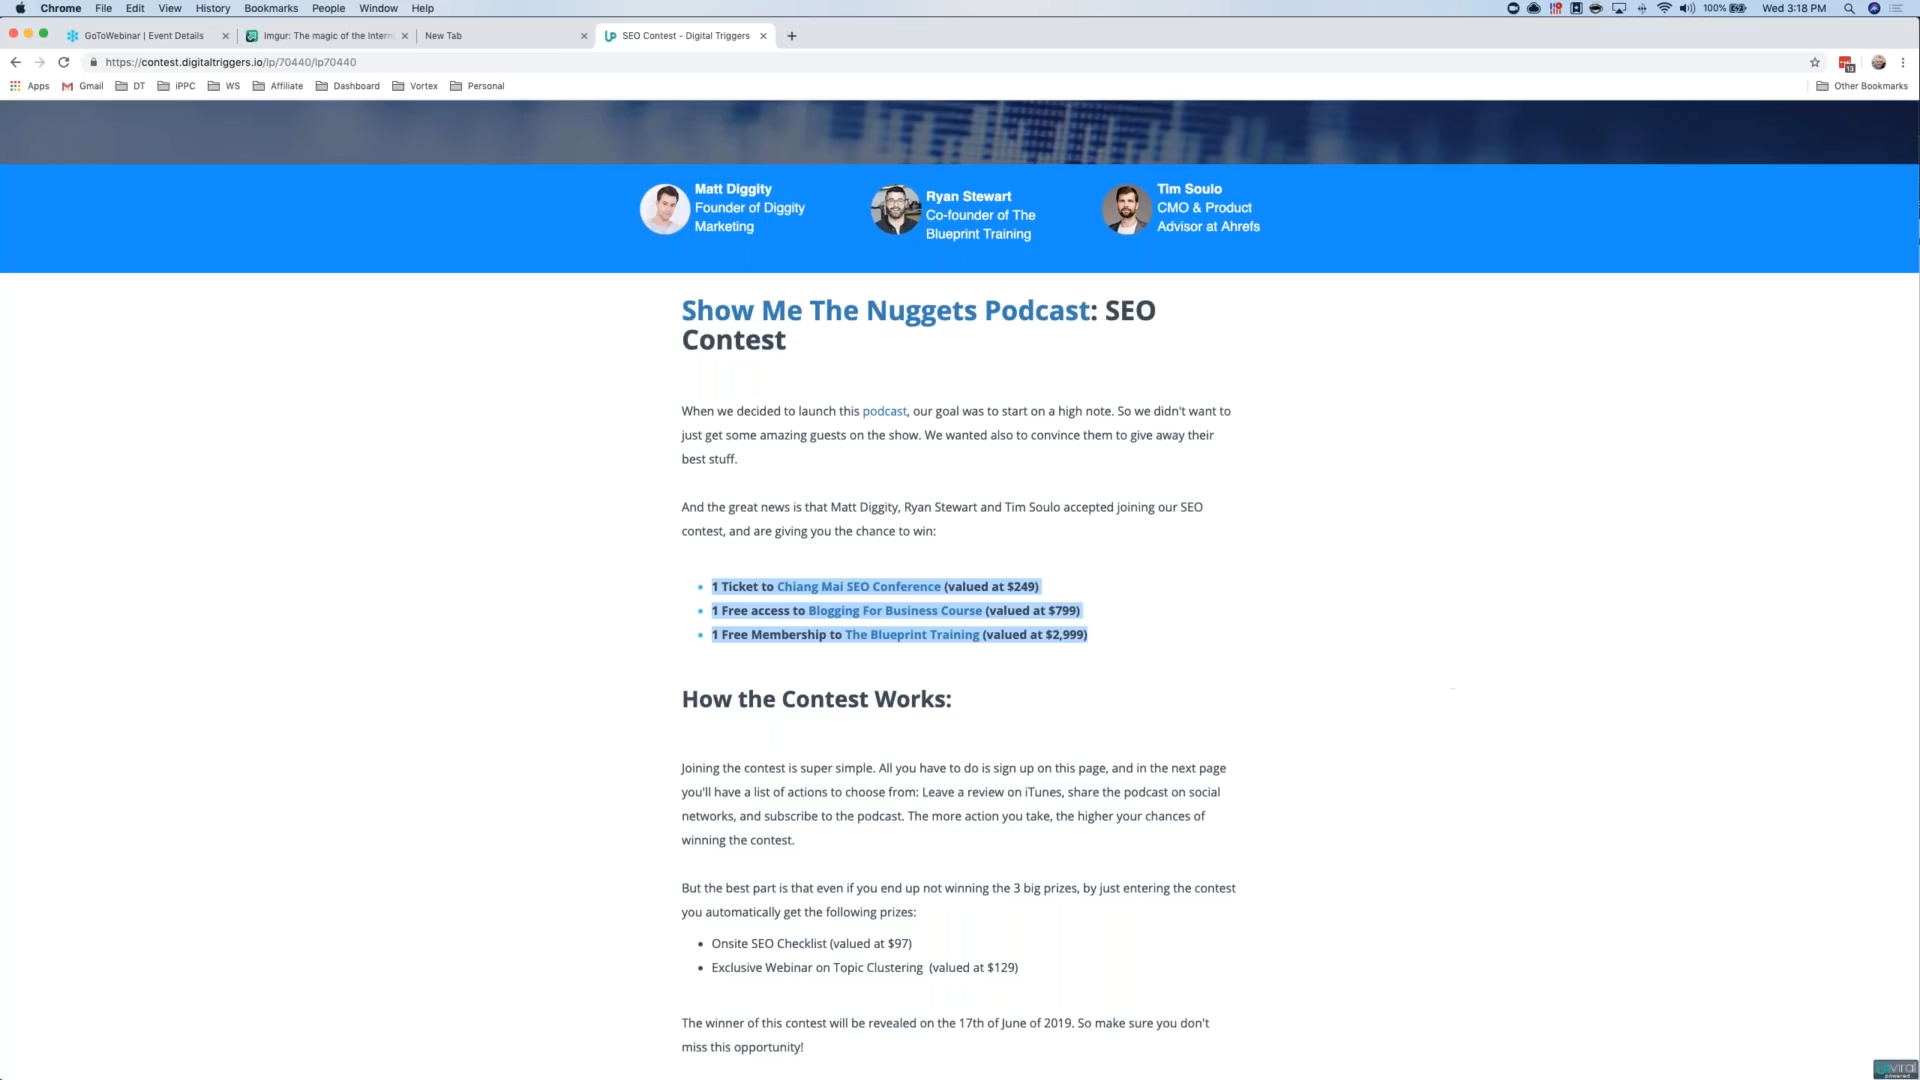 Chrome File Edit View History Bookmarks People Window Help 100% Wed 3:18 PM
GoToWebinar | Event Details Imgur: The magic of the Intern New Tab SEO Contest - Digital Triggers
https://contest.digitaltriggers.io/lp/70440/lp70440
Apps Gmail DT iPPC WS Affiliate Dashboard Vortex Personal Other Bookmarks
Matt Diggity
Founder of Diggity
Marketing
Ryan Stewart
Co-founder of The
Blueprint Training
Tim Soulo
CMO & Product
Advisor at Ahrefs
Show Me The Nuggets Podcast: SEO
Contest
When we decided to launch this podcast, our goal was to start on a high note. So we didn't want to
just get some amazing guests on the show. We wanted also to convince them to give away their
best stuff.
And the great news is that Matt Diggity, Ryan Stewart and Tim Soulo accepted joining our SEO
contest, and are giving you the chance to win:
• 1 Ticket to Chiang Mai SEO Conference (valued at $249)
• 1 Free access to Blogging For Business Course (valued at $799)
• 1 Free Membership to The Blueprint Training (valued at $2,999)
How the Contest Works:
Joining the contest is super simple. All you have to do is sign up on this page, and in the next page
you'll have a list of actions to choose from: Leave a review on iTunes, share the podcast on social
networks, and subscribe to the podcast. The more action you take, the higher your chances of
winning the contest.
But the best part is that even if you end up not winning the 3 big prizes, by just entering the contest
you automatically get the following prizes:
• Onsite SEO Checklist (valued at $97)
• Exclusive Webinar on Topic Clustering (valued at $129)
The winner of this contest will be revealed on the 17th of June of 2019. So make sure you don't
miss this opportunity!